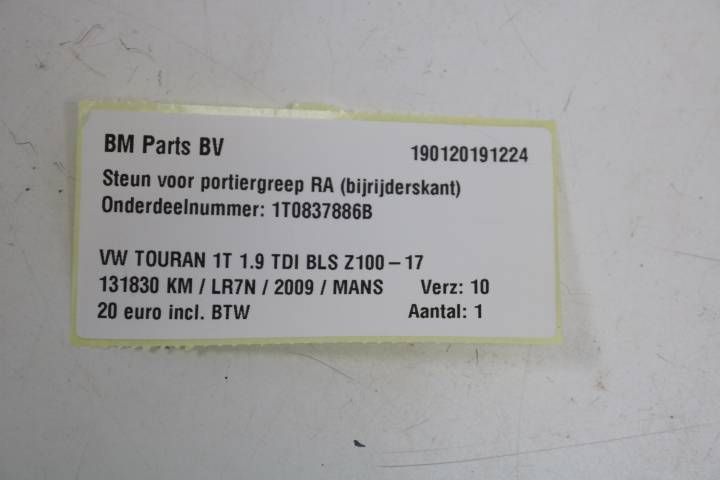 BM Parts BV 190120191224
Steun voor portiergreep RA (bijrijderskant)
Onderdeelnummer: 1T0837886B
VW TOURAN 1T 1.9 TDI BLS Z100-17
131830 KM / LR7N / 2009 / MANS Verz: 10
20 euro incl. BTW Aantal: 1